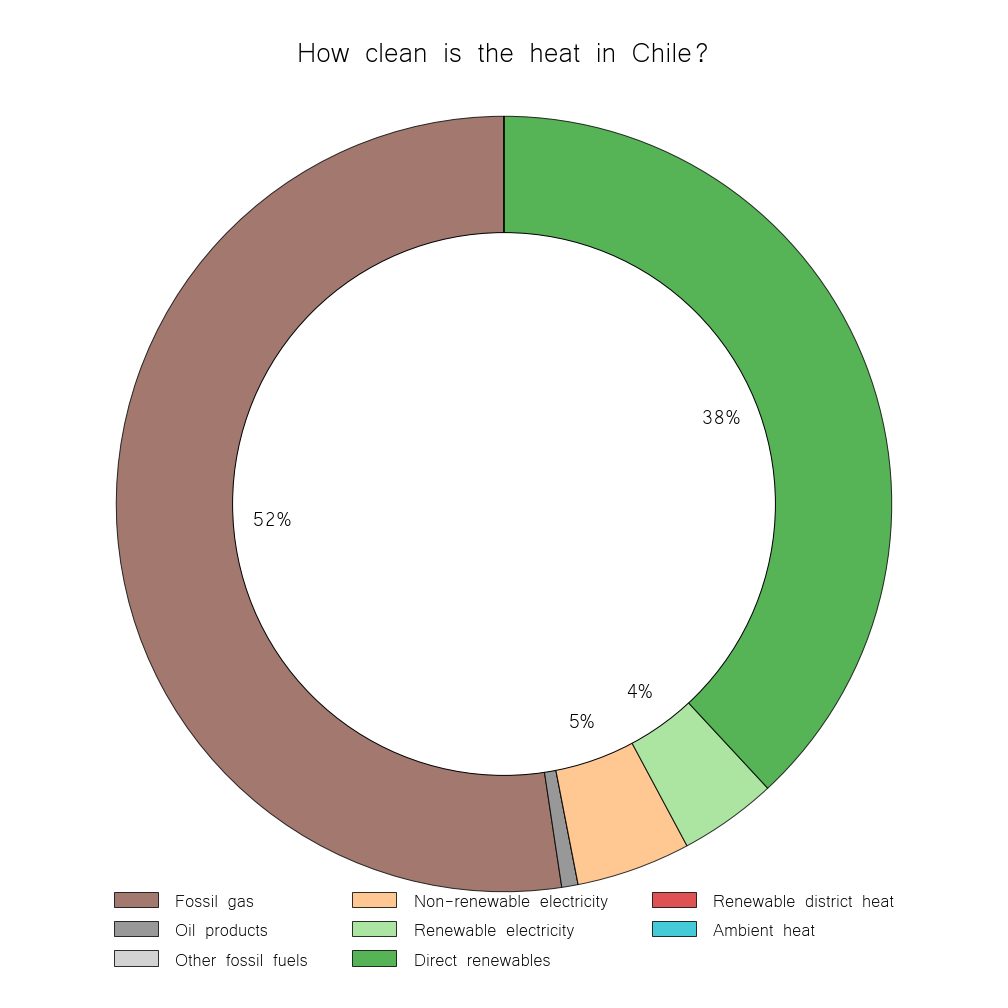 How clean is the heat in Chile?
38%
52%
4%
5%
Fossil gas
Non-renewable electricity
Renewable district heat
Oil products
Renewable electricity
Ambient heat
Other fossil fuels
Direct renewables